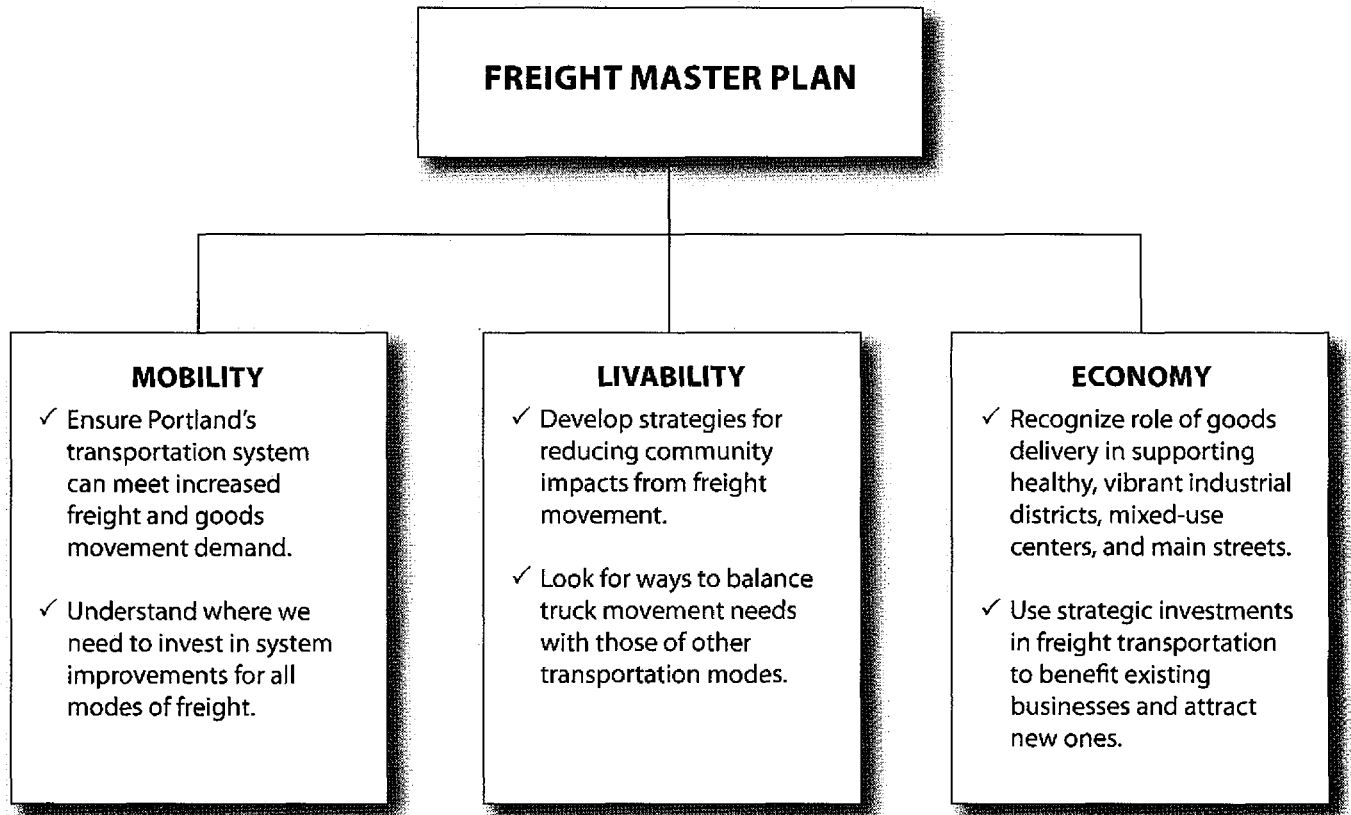 FREIGHT MASTER PLAN
MOBILITY
✓ Ensure Portland's
transportation system
can meet increased
freight and goods
movement demand.
✓ Understand where we
need to invest in system
improvements for all
modes of freight.
LIVABILITY
✓ Develop strategies for
reducing community
impacts from freight
movement.
✓ Look for ways to balance
truck movement needs
with those of other
transportation modes.
ECONOMY
✓ Recognize role of goods
delivery in supporting
healthy, vibrant industrial
districts, mixed-use
centers, and main streets.
✓ Use strategic investments
in freight transportation
to benefit existing
businesses and attract
new ones.